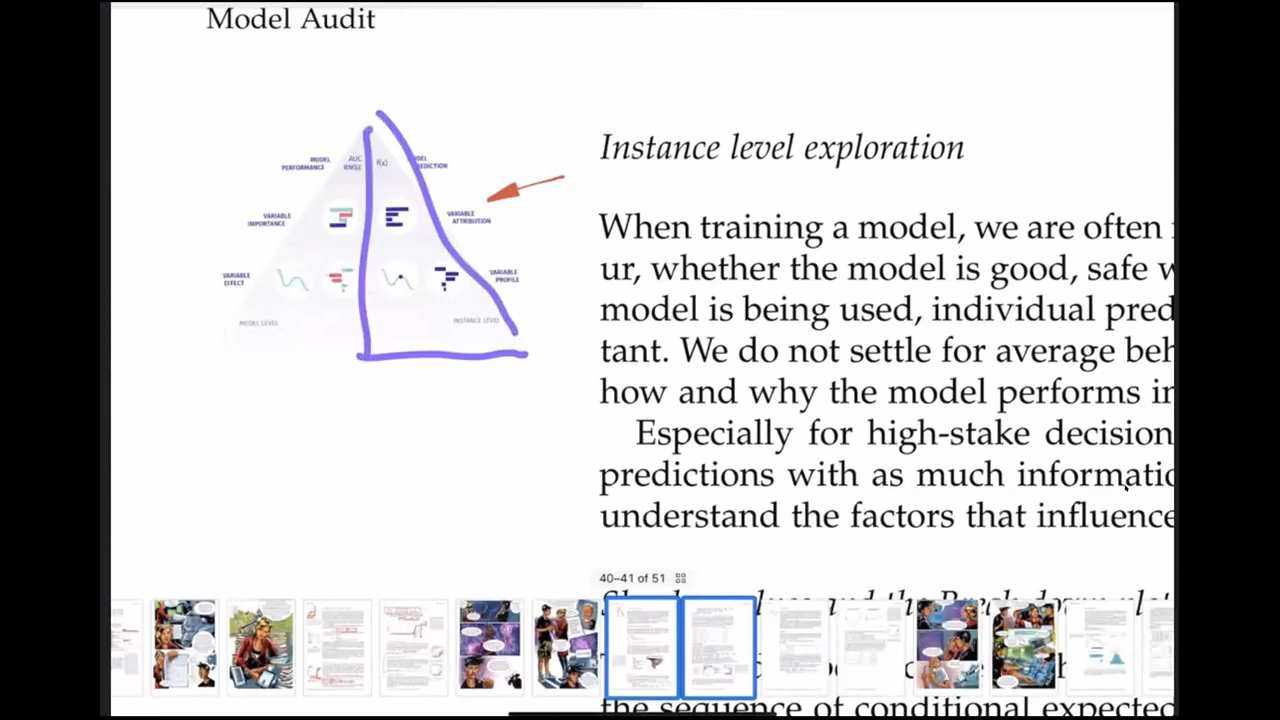 Model Audit
MODEL PERFORMANCE
AUC RMSE
f(x)
VARIABLE IMPORTANCE
VARIABLE ATTRIBUTION
VARIABLE EFFECT
VARIABLE PROFILE
MODEL LEVEL
INSTANCE LEVEL
Instance level exploration
When training a model, we are often
ur, whether the model is good, safe w
model is being used, individual pred
tant. We do not settle for average beh
how and why the model performs in
Especially for high-stake decision
predictions with as much informatio
understand the factors that influence
40–41 of 51
the sequence of conditional expected